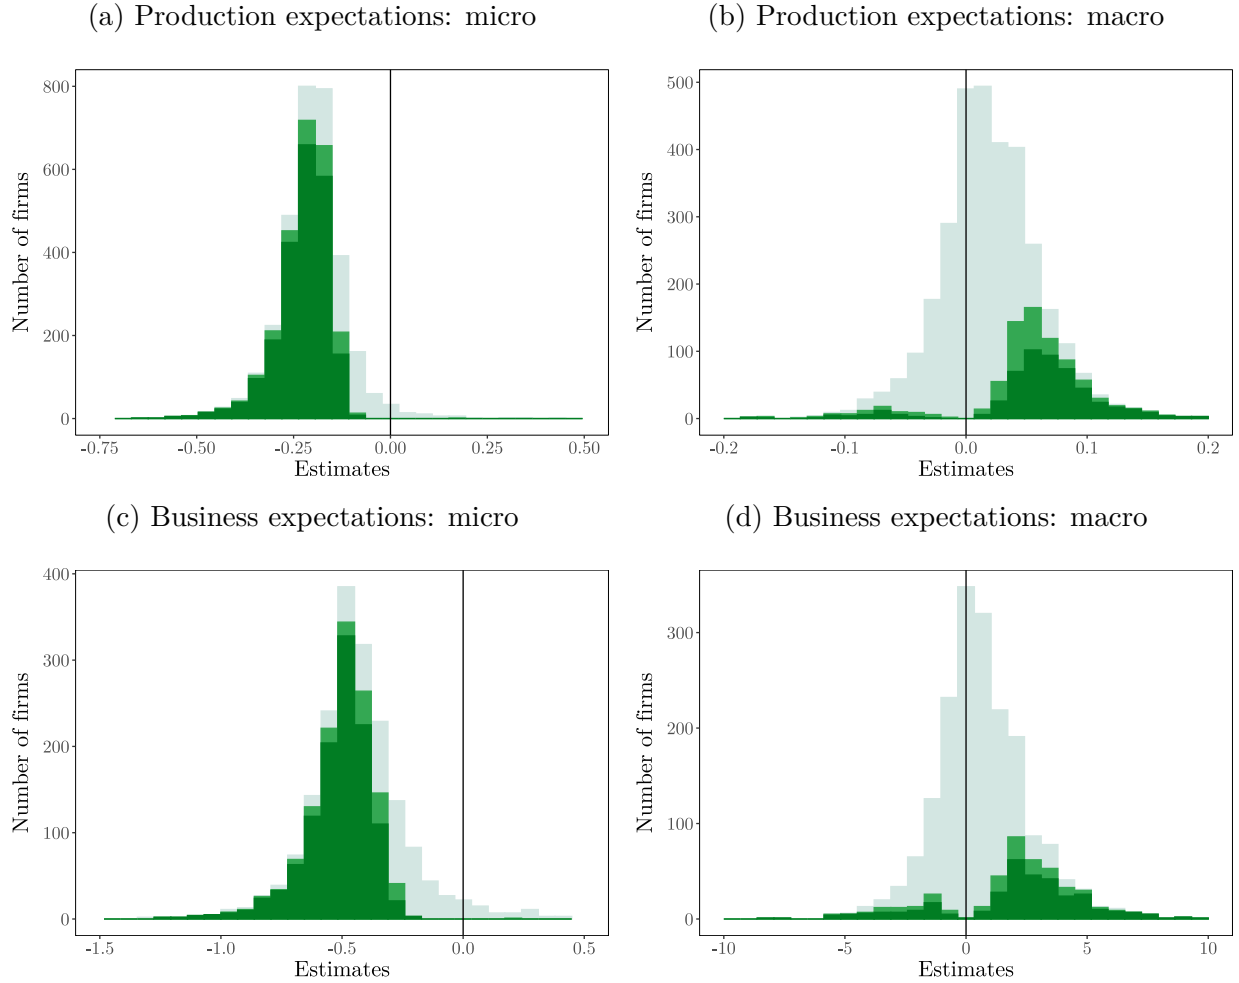 (a) Production expectations: micro
800
600
400
200
0
Number of firms
-0.75 -0.50 -0.25 0.00 0.25 0.50
Estimates
(b) Production expectations: macro
500
400
300
200
100
0
Number of firms
-0.2 -0.1 0.0 0.1 0.2
Estimates
(c) Business expectations: micro
400
300
200
100
0
Number of firms
-1.5 -1.0 -0.5 0.0 0.5
Estimates
(d) Business expectations: macro
300
200
100
0
Number of firms
-10 -5 0 5 10
Estimates